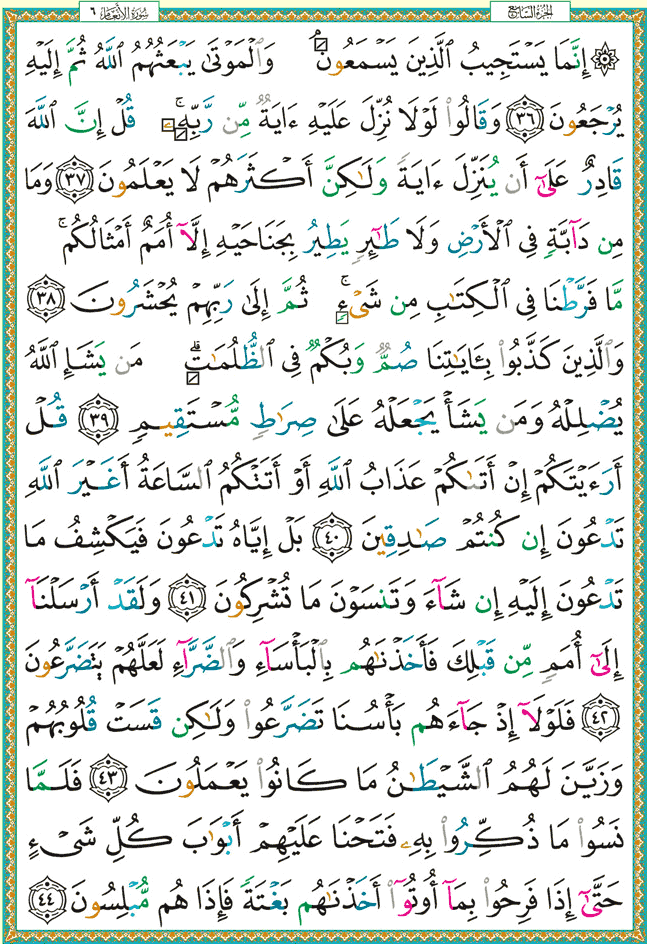 الجزء السابع
سورة الأنعام ٦
۞ إِنَّمَا يَسْتَجِيبُ ٱلَّذِينَ يَسْمَعُونَۘ وَٱلْمَوْتَىٰ يَبْعَثُهُمُ ٱللَّهُ ثُمَّ إِلَيْهِ
يُرْجَعُونَ ٣٦ وَقَالُوا۟ لَوْلَا نُزِّلَ عَلَيْهِ ءَايَةٌ مِّن رَّبِّهِۦۚ قُلْ إِنَّ ٱللَّهَ
قَادِرٌ عَلَىٰٓ أَن يُنَزِّلَ ءَايَةً وَلَـٰكِنَّ أَكْثَرَهُمْ لَا يَعْلَمُونَ ٣٧ وَمَا
مِن دَآبَّةٍ فِى ٱلْأَرْضِ وَلَا طَـٰٓئِرٍ يَطِيرُ بِجَنَاحَيْهِ إِلَّآ أُمَمٌ أَمْثَالُكُمۚ
مَّا فَرَّطْنَا فِى ٱلْكِتَـٰبِ مِن شَىْءٍۚ ثُمَّ إِلَىٰ رَبِّهِمْ يُحْشَرُونَ ٣٨
وَٱلَّذِينَ كَذَّبُوا۟ بِـَٔايَـٰتِنَا صُمٌّ وَبُكْمٌ فِى ٱلظُّلُمَـٰتِۗ مَن يَشَإِ ٱللَّهُ
يُضْلِلْهُ وَمَن يَشَأْ يَجْعَلْهُ عَلَىٰ صِرَٰطٍ مُّسْتَقِيمٍ ٣٩ قُلْ
أَرَءَيْتَكُمْ إِنْ أَتَىٰكُمْ عَذَابُ ٱللَّهِ أَوْ أَتَتْكُمُ ٱلسَّاعَةُ أَغَيْرَ ٱللَّهِ
تَدْعُونَ إِن كُنتُمْ صَـٰدِقِينَ ٤٠ بَلْ إِيَّاهُ تَدْعُونَ فَيَكْشِفُ مَا
تَدْعُونَ إِلَيْهِ إِن شَآءَ وَتَنسَوْنَ مَا تُشْرِكُونَ ٤١ وَلَقَدْ أَرْسَلْنَآ
إِلَىٰٓ أُمَمٍ مِّن قَبْلِكَ فَأَخَذْنَـٰهُم بِٱلْبَأْسَآءِ وَٱلضَّرَّآءِ لَعَلَّهُمْ يَتَضَرَّعُونَ
٤٢ فَلَوْلَآ إِذْ جَآءَهُم بَأْسُنَا تَضَرَّعُوا۟ وَلَـٰكِن قَسَتْ قُلُوبُهُمْ
وَزَيَّنَ لَهُمُ ٱلشَّيْطَـٰنُ مَا كَانُوا۟ يَعْمَلُونَ ٤٣ فَلَمَّا
نَسُوا۟ مَا ذُكِّرُوا۟ بِهِۦ فَتَحْنَا عَلَيْهِمْ أَبْوَٰبَ كُلِّ شَىْءٍ
حَتَّىٰٓ إِذَا فَرِحُوا۟ بِمَآ أُوتُوٓا۟ أَخَذْنَـٰهُم بَغْتَةً فَإِذَا هُم مُّبْلِسُونَ ٤٤